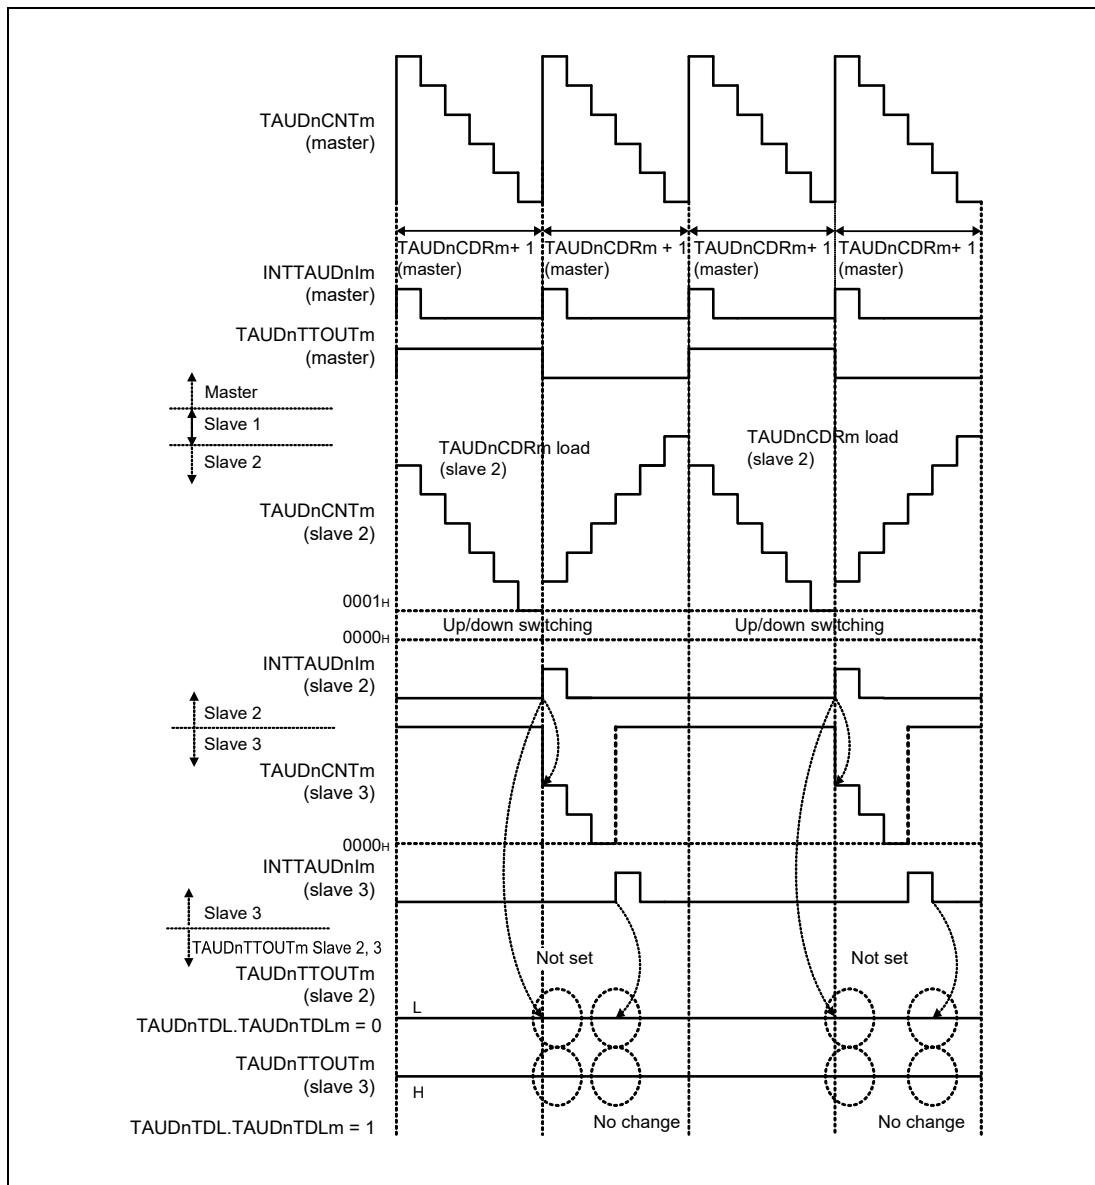 TAUDnCNTm
(master)
TAUDnCDRm+ 1
(master)
TAUDnCDRm + 1
(master)
TAUDnCDRm+ 1
(master)
TAUDnCDRm + 1
(master)
INTTAUDnIm
(master)
TAUDnTTOUTm
(master)
Master
Slave 1
Slave 2
TAUDnCDRm load
(slave 2)
TAUDnCDRm load
(slave 2)
TAUDnCNTm
(slave 2)
0001H
Up/down switching
Up/down switching
0000H
INTTAUDnIm
(slave 2)
Slave 2
Slave 3
TAUDnCNTm
(slave 3)
0000H
INTTAUDnIm
(slave 3)
Slave 3
TAUDnTTOUTm Slave 2, 3
Not set
Not set
TAUDnTTOUTm
(slave 2)
L
TAUDnTDL.TAUDnTDLm = 0
TAUDnTTOUTm
(slave 3)
H
No change
No change
TAUDnTDL.TAUDnTDLm = 1